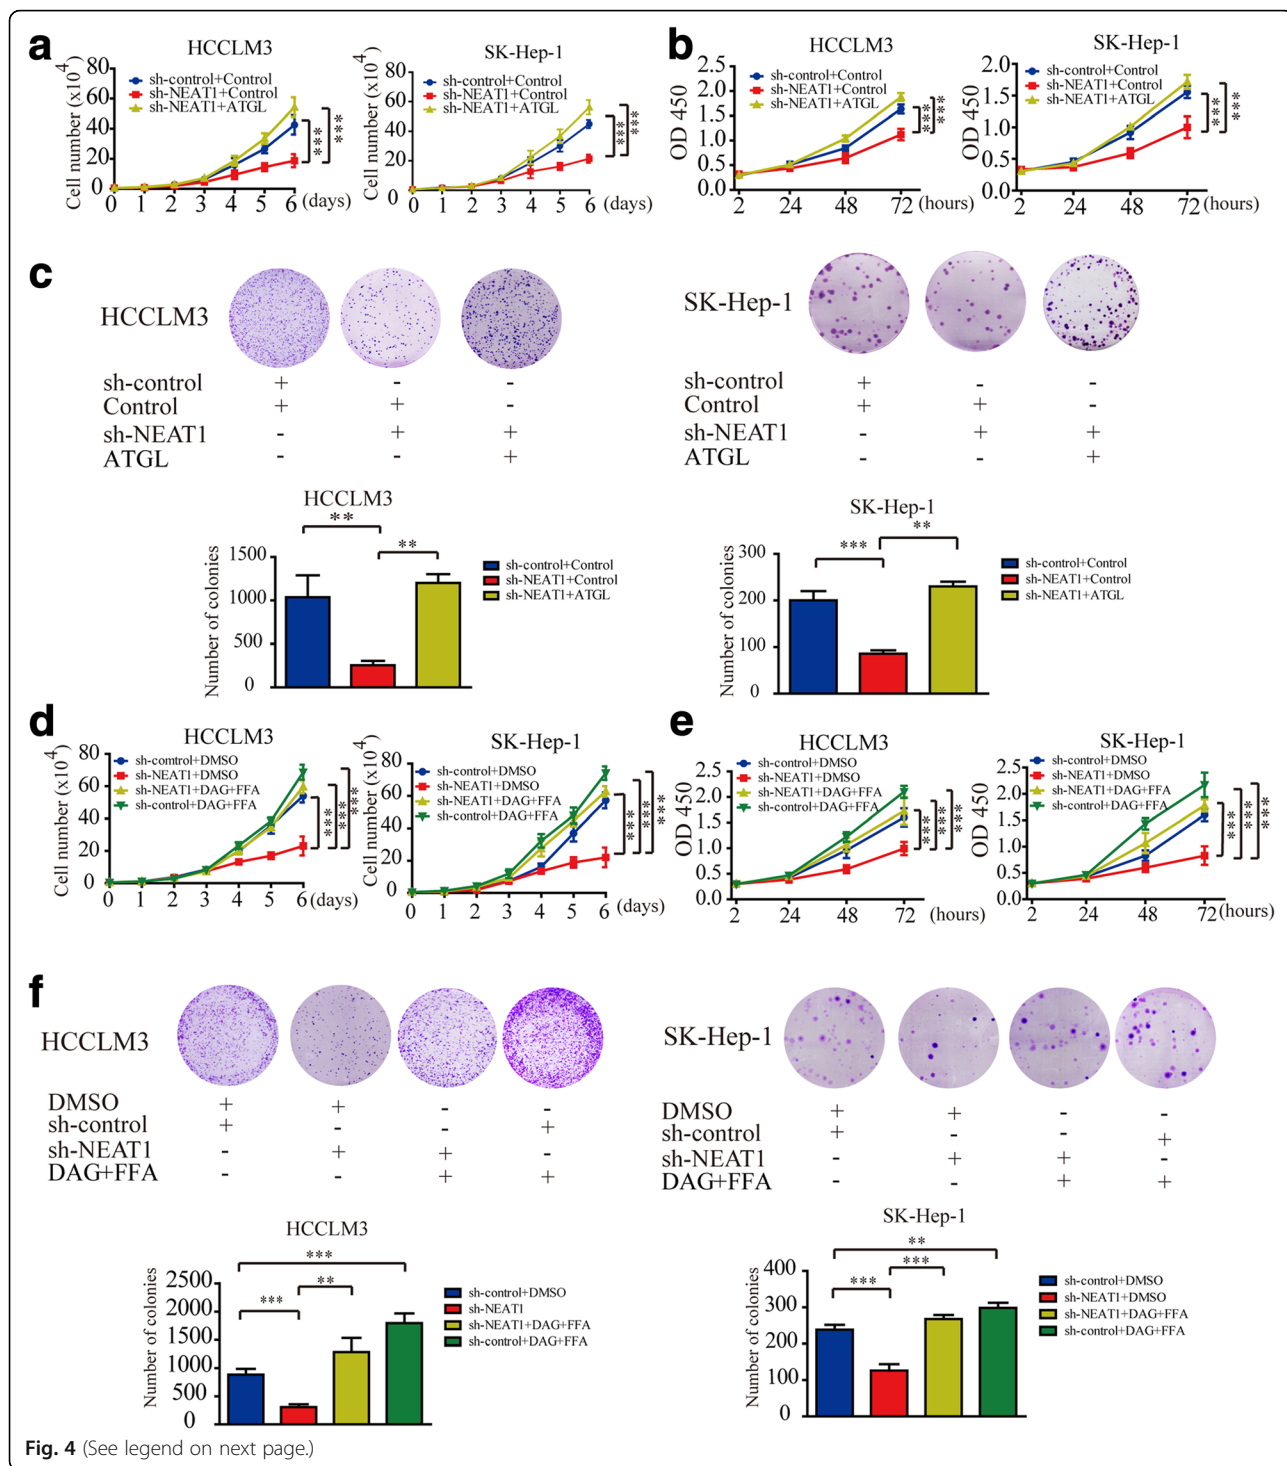 a
HCCLM3
Cell number (x10⁴)
80
60
40
20
0
0 1 2 3 4 5 6 (days)
sh-control+Control
sh-NEAT1+Control
sh-NEAT1+ATGL
***
***
SK-Hep-1
Cell number (x10⁴)
80
60
40
20
0
0 1 2 3 4 5 6 (days)
sh-control+Control
sh-NEAT1+Control
sh-NEAT1+ATGL
***
***
b
HCCLM3
OD 450
2.5
2.0
1.5
1.0
0.5
0.0
2 24 48 72 (hours)
sh-control+Control
sh-NEAT1+Control
sh-NEAT1+ATGL
***
***
SK-Hep-1
OD 450
2.0
1.5
1.0
0.5
0.0
2 24 48 72 (hours)
sh-control+Control
sh-NEAT1+Control
sh-NEAT1+ATGL
***
***
c
HCCLM3
sh-control + - -
Control + + -
sh-NEAT1 - + +
ATGL - - +
SK-Hep-1
sh-control + - -
Control + + -
sh-NEAT1 - + +
ATGL - - +
HCCLM3
**
**
Number of colonies
1500
1000
500
0
sh-control+Control
sh-NEAT1+Control
sh-NEAT1+ATGL
SK-Hep-1
**
***
Number of colonies
300
200
100
0
sh-control+Control
sh-NEAT1+Control
sh-NEAT1+ATGL
d
HCCLM3
Cell number (x10⁴)
80
60
40
20
0
0 1 2 3 4 5 6 (days)
sh-control+DMSO
sh-NEAT1+DMSO
sh-NEAT1+DAG+FFA
sh-control+DAG+FFA
***
***
***
SK-Hep-1
Cell number (x10⁴)
80
60
40
20
0
0 1 2 3 4 5 6 (days)
sh-control+DMSO
sh-NEAT1+DMSO
sh-NEAT1+DAG+FFA
sh-control+DAG+FFA
***
***
***
e
HCCLM3
OD 450
2.5
2.0
1.5
1.0
0.5
0.0
2 24 48 72 (hours)
sh-control+DMSO
sh-NEAT1+DMSO
sh-NEAT1+DAG+FFA
sh-control+DAG+FFA
***
***
***
SK-Hep-1
OD 450
2.5
2.0
1.5
1.0
0.5
0.0
2 24 48 72 (hours)
sh-control+DMSO
sh-NEAT1+DMSO
sh-NEAT1+DAG+FFA
sh-control+DAG+FFA
***
***
***
f
HCCLM3
DMSO + + - -
sh-control + - - +
sh-NEAT1 - + + -
DAG+FFA - - + +
SK-Hep-1
DMSO + + - -
sh-control + - - +
sh-NEAT1 - + + -
DAG+FFA - - + +
HCCLM3
***
**
***
Number of colonies
2500
2000
1500
1000
500
0
sh-control+DMSO
sh-NEAT1
sh-NEAT1+DAG+FFA
sh-control+DAG+FFA
SK-Hep-1
**
***
***
Number of colonies
400
300
200
100
0
sh-control+DMSO
sh-NEAT1+DMSO
sh-NEAT1+DAG+FFA
sh-control+DAG+FFA
Fig. 4 (See legend on next page.)